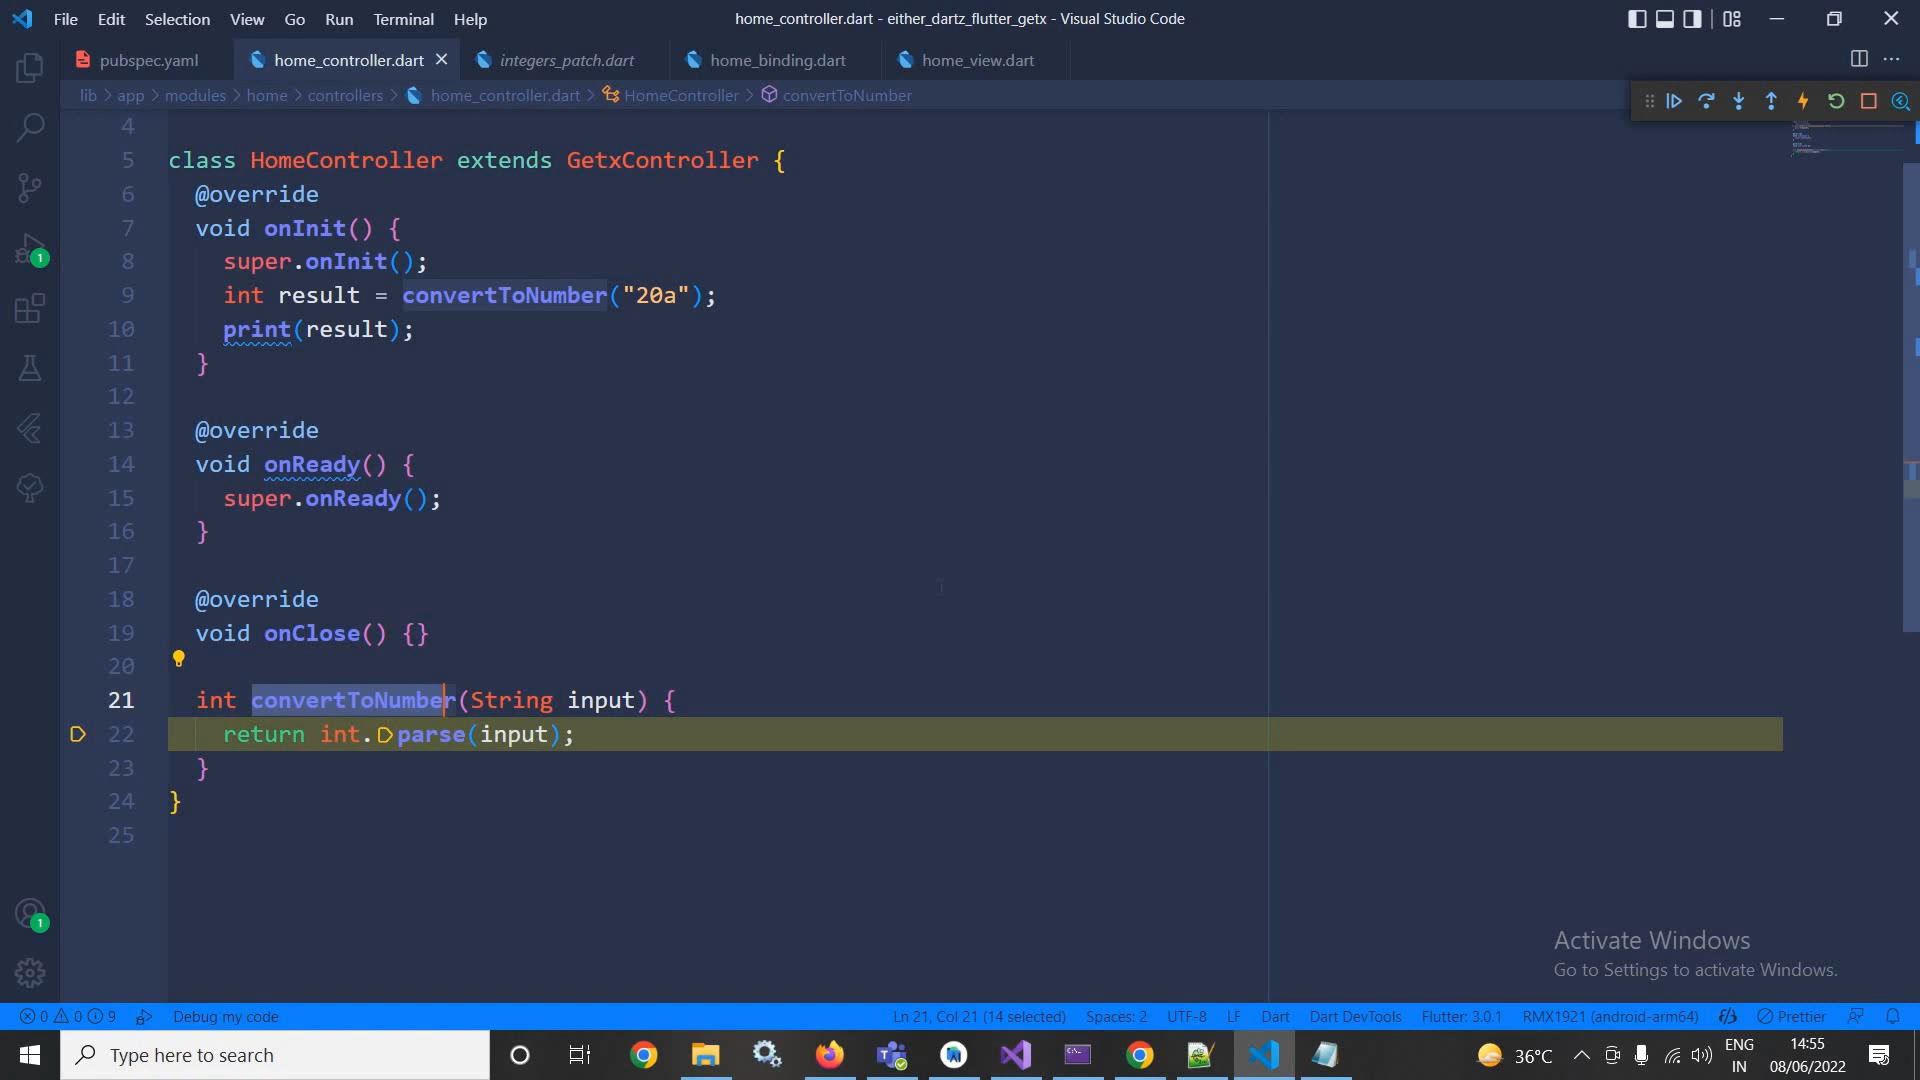 File Edit Selection View Go Run Terminal Help
home_controller.dart - either_dartz_flutter_getx - Visual Studio Code
pubspec.yaml home_controller.dart integers_patch.dart home_binding.dart home_view.dart
lib > app > modules > home > controllers > home_controller.dart > HomeController > convertToNumber
4
5 class HomeController extends GetxController {
6 @override
7 void onInit() {
8 super.onInit();
9 int result = convertToNumber("20a");
10 print(result);
11 }
12
13 @override
14 void onReady() {
15 super.onReady();
16 }
17
18 @override
19 void onClose() {}
20
21 int convertToNumber(String input) {
22 return int.parse(input);
23 }
24 }
25
1
1
Activate Windows
Go to Settings to activate Windows.
0 0 9 Debug my code Ln 21, Col 21 (14 selected) Spaces: 2 UTF-8 LF Dart Dart DevTools Flutter: 3.0.1 RMX1921 (android-arm64) Prettier
Type here to search
36°C
ENG
IN
14:55
08/06/2022